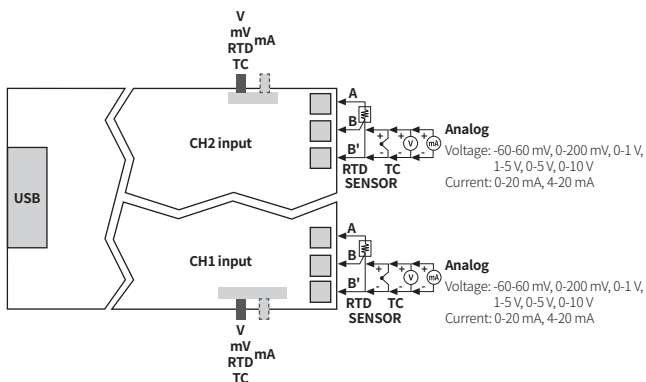 V
mV
RTD mA
TC
CH2 input
A
B
B'
+ + +
- - -
V mA
RTD TC
SENSOR
Analog
Voltage: -60-60 mV, 0-200 mV, 0-1 V,
1-5 V, 0-5 V, 0-10 V
Current: 0-20 mA, 4-20 mA
USB
CH1 input
A
B
B'
+ + +
- - -
V mA
RTD TC
SENSOR
Analog
Voltage: -60-60 mV, 0-200 mV, 0-1 V,
1-5 V, 0-5 V, 0-10 V
Current: 0-20 mA, 4-20 mA
V
mV
RTD mA
TC